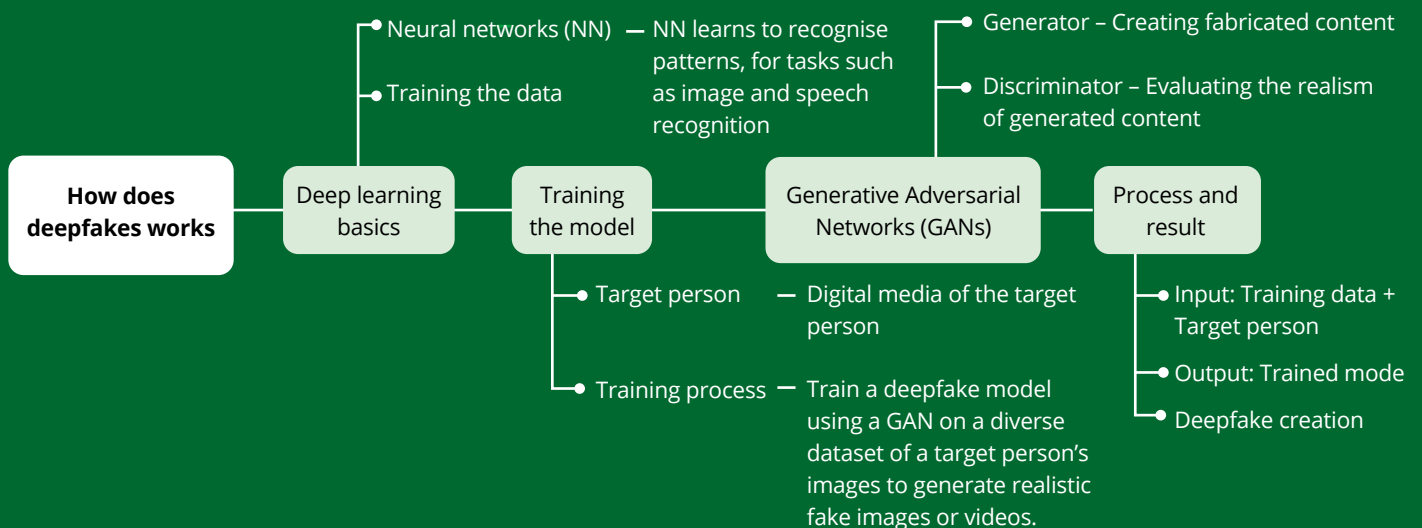 How does
deepfakes works
Deep learning
basics
Neural networks (NN)
— NN learns to recognise
patterns, for tasks such
as image and speech
recognition
Training the data
Training
the model
Target person
— Digital media of the target
person
Training process
— Train a deepfake model
using a GAN on a diverse
dataset of a target person’s
images to generate realistic
fake images or videos.
Generative Adversarial
Networks (GANs)
Generator – Creating fabricated content
Discriminator – Evaluating the realism
of generated content
Process and
result
Input: Training data +
Target person
Output: Trained mode
Deepfake creation